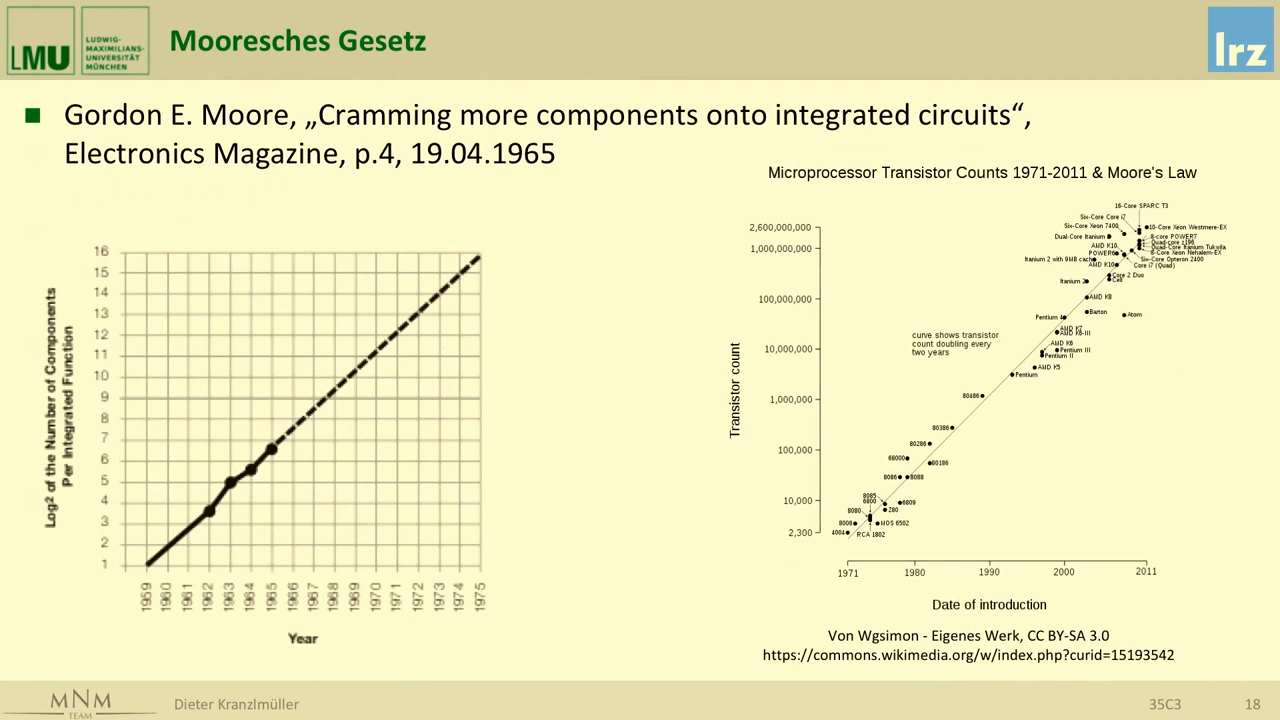 LMU
LUDWIG-
MAXIMILIANS-
UNIVERSITÄT
MÜNCHEN
Mooresches Gesetz
lrz
Gordon E. Moore, „Cramming more components onto integrated circuits“,
Electronics Magazine, p.4, 19.04.1965
Log2 of the Number of Components
Per Integrated Function
16
15
14
13
12
11
10
9
8
7
6
5
4
3
2
1
1959
1960
1961
1962
1963
1964
1965
1966
1967
1968
1969
1970
1971
1972
1973
1974
1975
Year
Microprocessor Transistor Counts 1971-2011 & Moore's Law
Transistor count
2,600,000,000
1,000,000,000
100,000,000
10,000,000
1,000,000
100,000
10,000
2,300
curve shows transistor
count doubling every
two years
16-Core SPARC T3
Six-Core Core i7
Six-Core Xeon 7400
10-Core Xeon Westmere-EX
Dual-Core Itanium 2
8-core POWER7
Quad-core z196
Quad-Core Itanium Tukwila
AMD K10
8-Core Xeon Nehalem-EX
POWER6
Itanium 2 with 9MB cache
Six-Core Opteron 2400
AMD K10
Core i7 (Quad)
Core 2 Duo
Itanium 2
Cell
AMD K8
Barton
Atom
Pentium 4
AMD K7
AMD K6-III
AMD K6
Pentium III
Pentium II
AMD K5
Pentium
80486
80386
80286
68000
80186
8086
8088
8085
6800
6809
8080
Z80
8008
MOS 6502
4004
RCA 1802
1971
1980
1990
2000
2011
Date of introduction
Von Wgsimon - Eigenes Werk, CC BY-SA 3.0
https://commons.wikimedia.org/w/index.php?curid=15193542
MNM
TEAM
Dieter Kranzlmüller
35C3
18